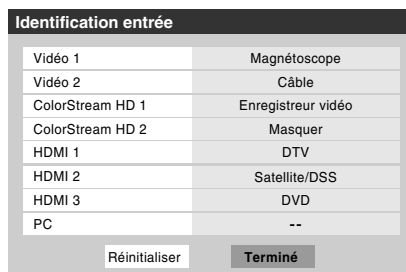 Identification entrée
Vidéo 1 Magnétoscope
Vidéo 2 Câble
ColorStream HD 1 Enregistreur vidéo
ColorStream HD 2 Masquer
HDMI 1 DTV
HDMI 2 Satellite/DSS
HDMI 3 DVD
PC --
Réinitialiser Terminé